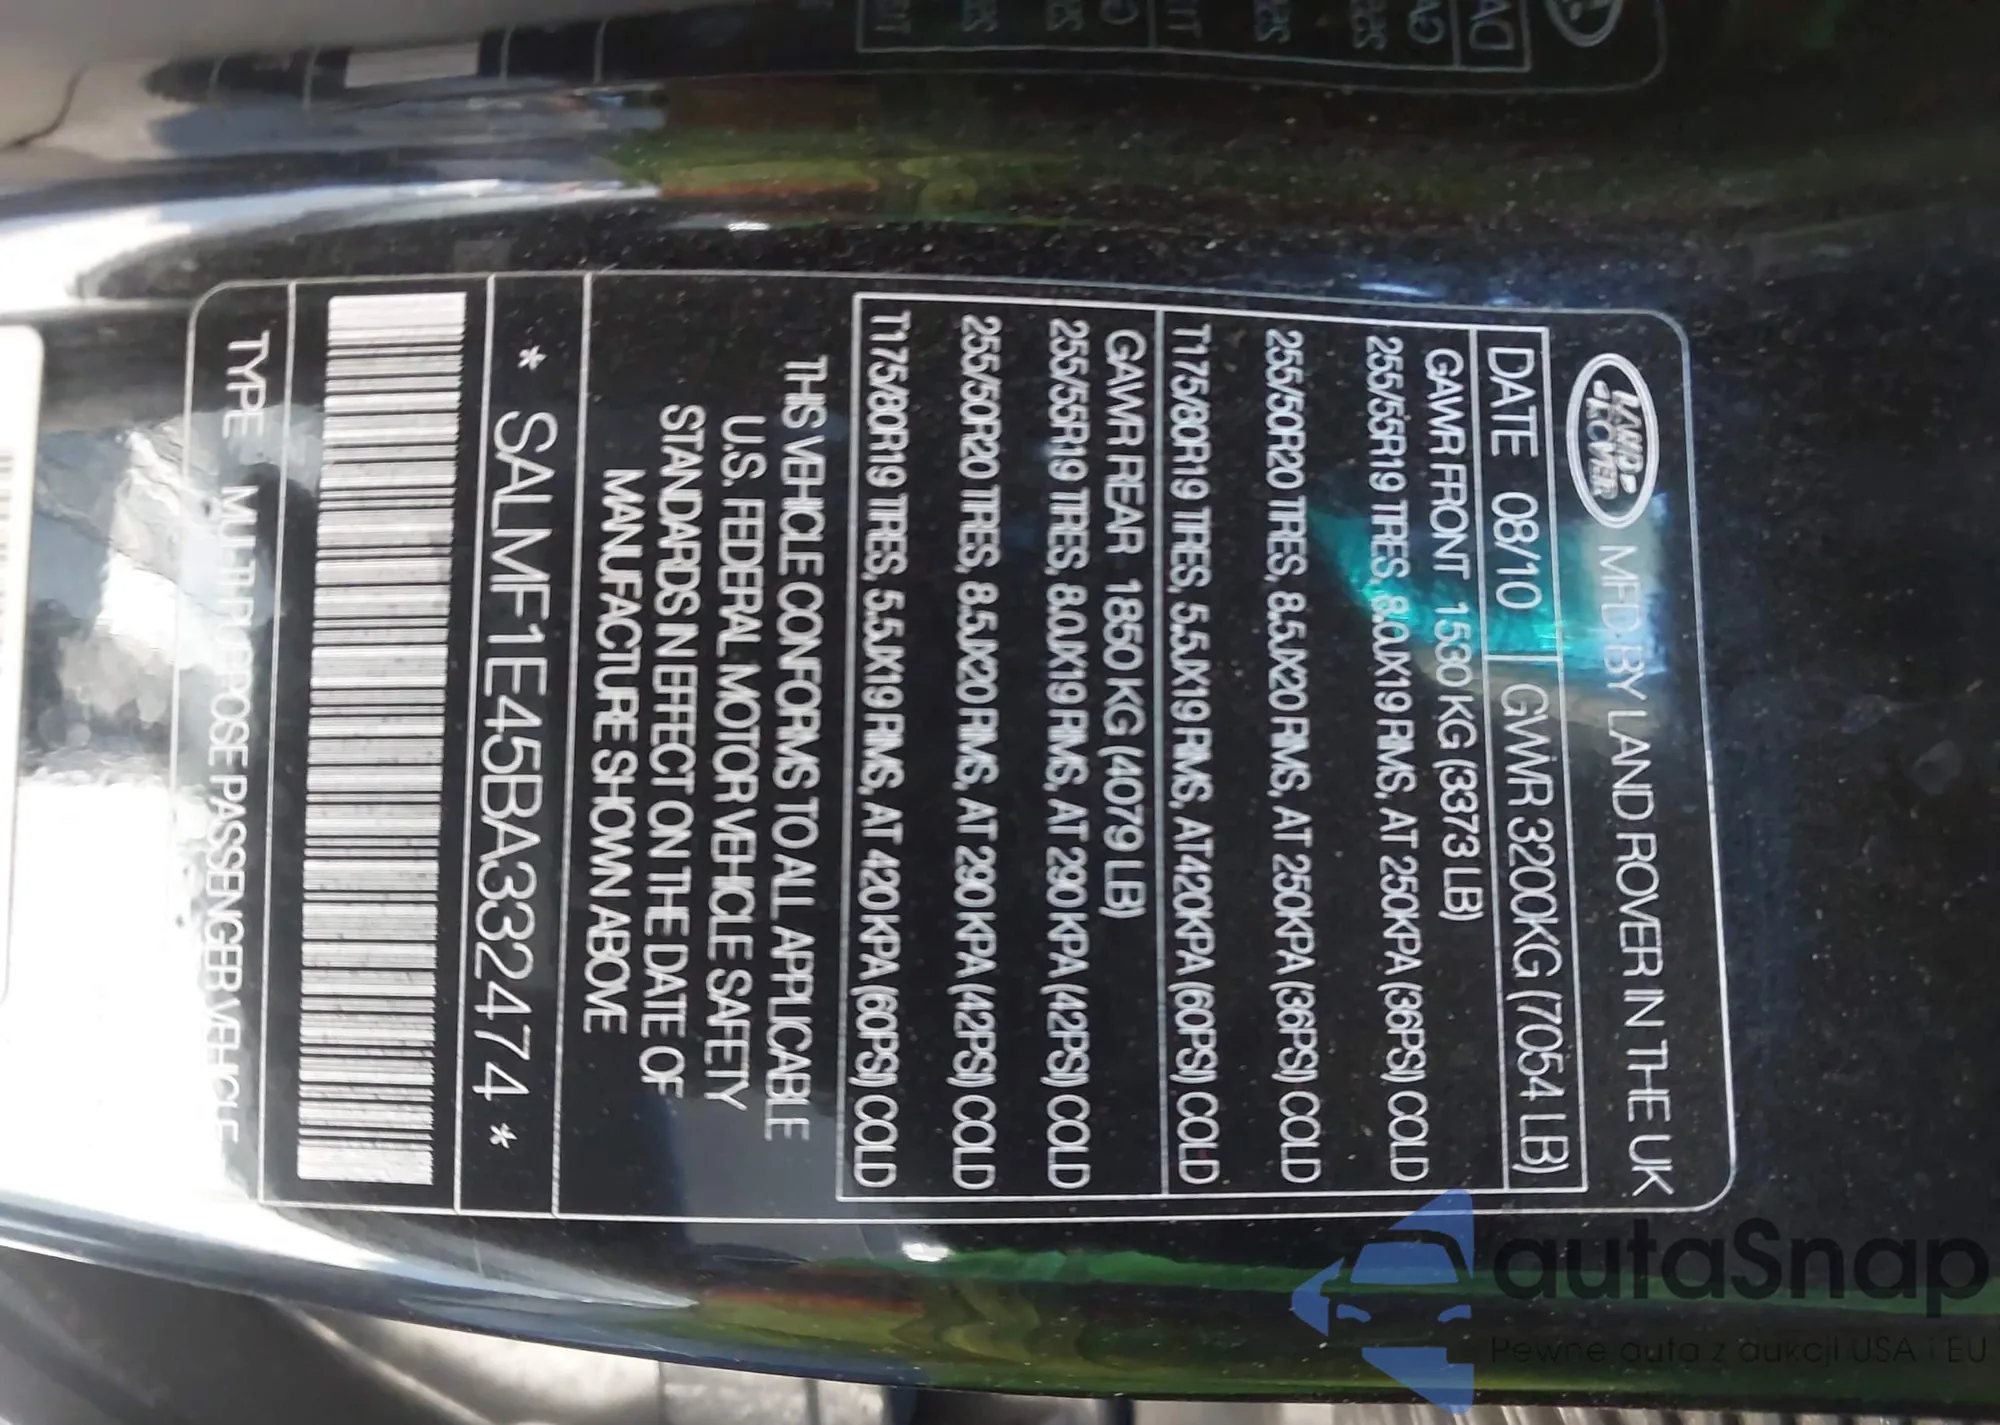 LAND ROVER MFD BY LAND ROVER IN THE UK
DATE 08/10 GWWR 3200KG (7054 LB)
GAWR FRONT 1530 KG (3373 LB)
255/55R19 TIRES, 8.0JX19 RIMS, AT 250KPA (36PSI) COLD
255/50R20 TIRES, 8.5JX20 RIMS, AT 250KPA (36PSI) COLD
T175/80R19 TIRES, 5.5JX19 RIMS, AT 420KPA (60PSI) COLD
GAWR REAR 1850 KG (4079 LB)
255/55R19 TIRES, 8.0JX19 RIMS, AT 290 KPA (42PSI) COLD
255/50R20 TIRES, 8.5JX20 RIMS, AT 290 KPA (42PSI) COLD
T175/80R19 TIRES, 5.5JX19 RIMS, AT 420 KPA (60PSI) COLD
THIS VEHICLE CONFORMS TO ALL APPLICABLE
U.S. FEDERAL MOTOR VEHICLE SAFETY
STANDARDS IN EFFECT ON THE DATE OF
MANUFACTURE SHOWN ABOVE
* SALMF1E45BA332474 *
TYPE MULTI PURPOSE PASSENGER VEHICLE
autaSnap
Pewne auta z aukcji USA i EU